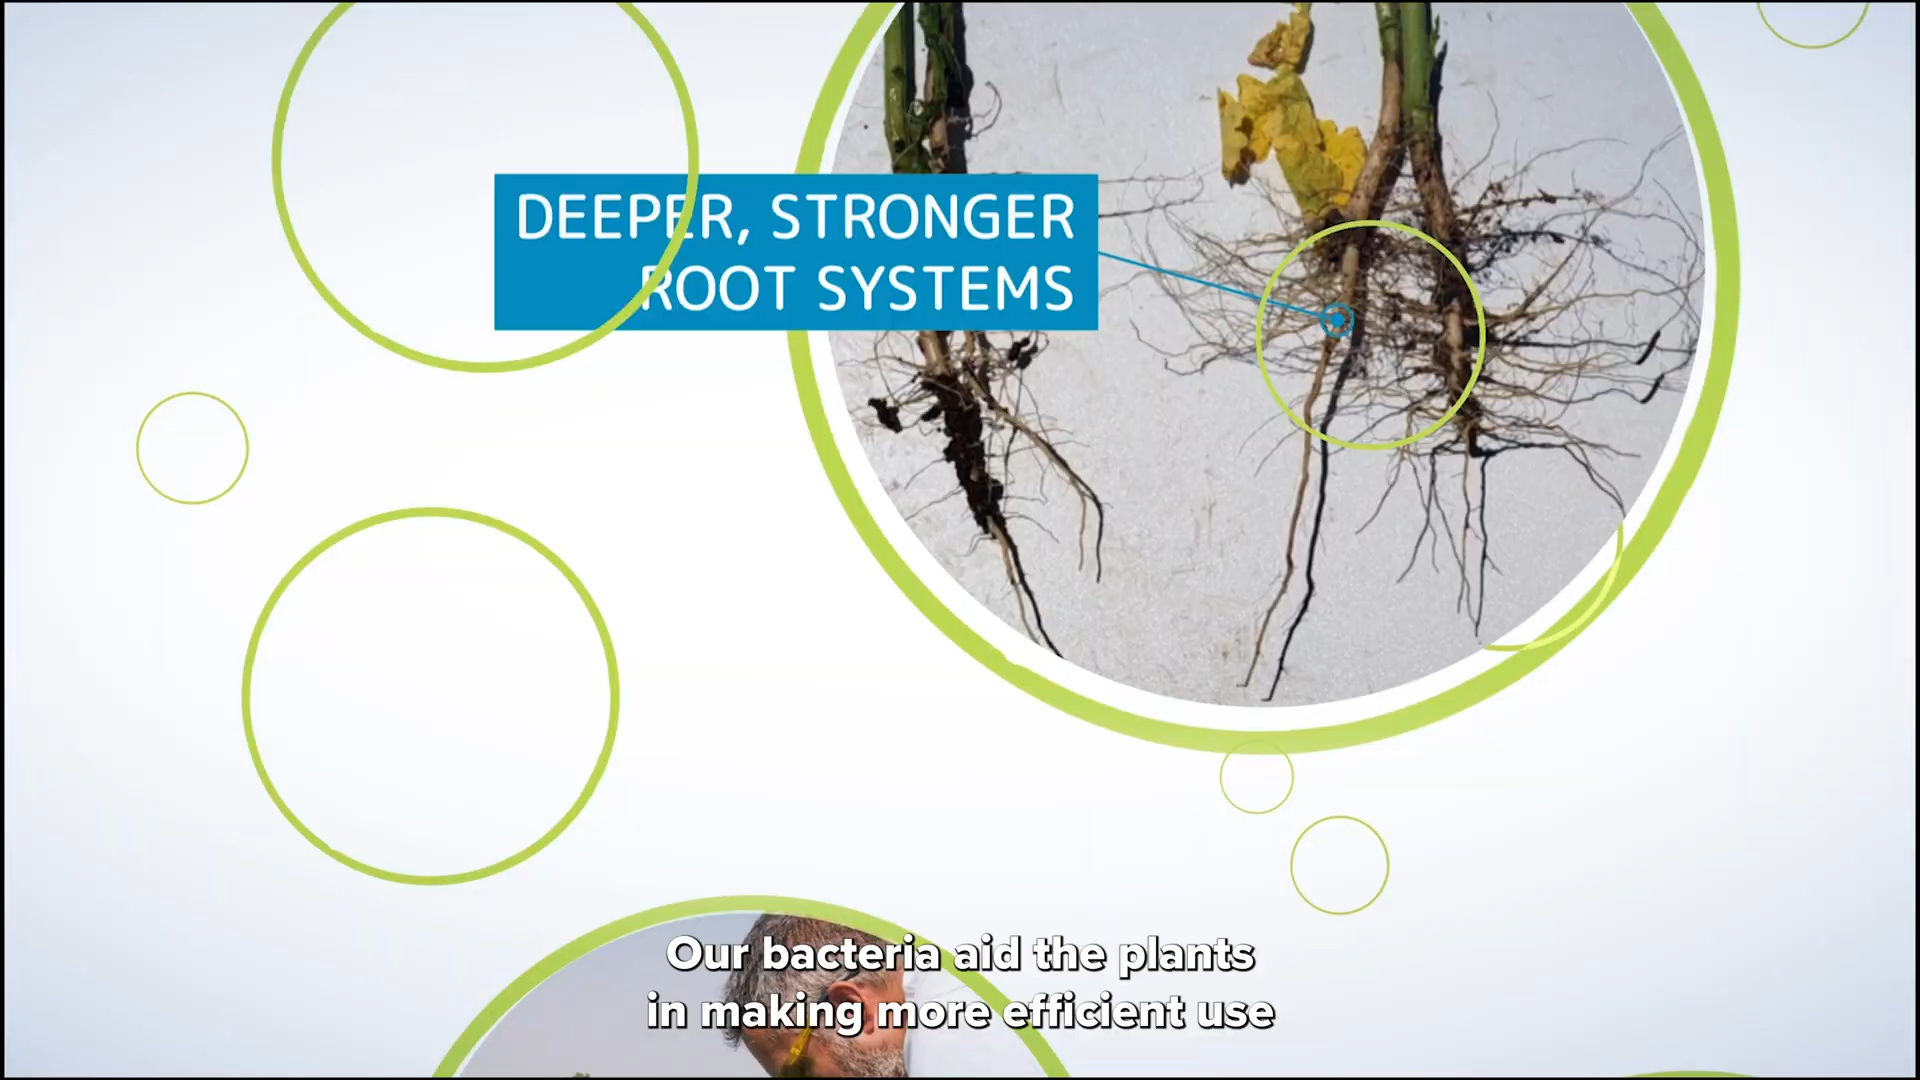 DEEPER, STRONGER
ROOT SYSTEMS
Our bacteria aid the plants
in making more efficient use